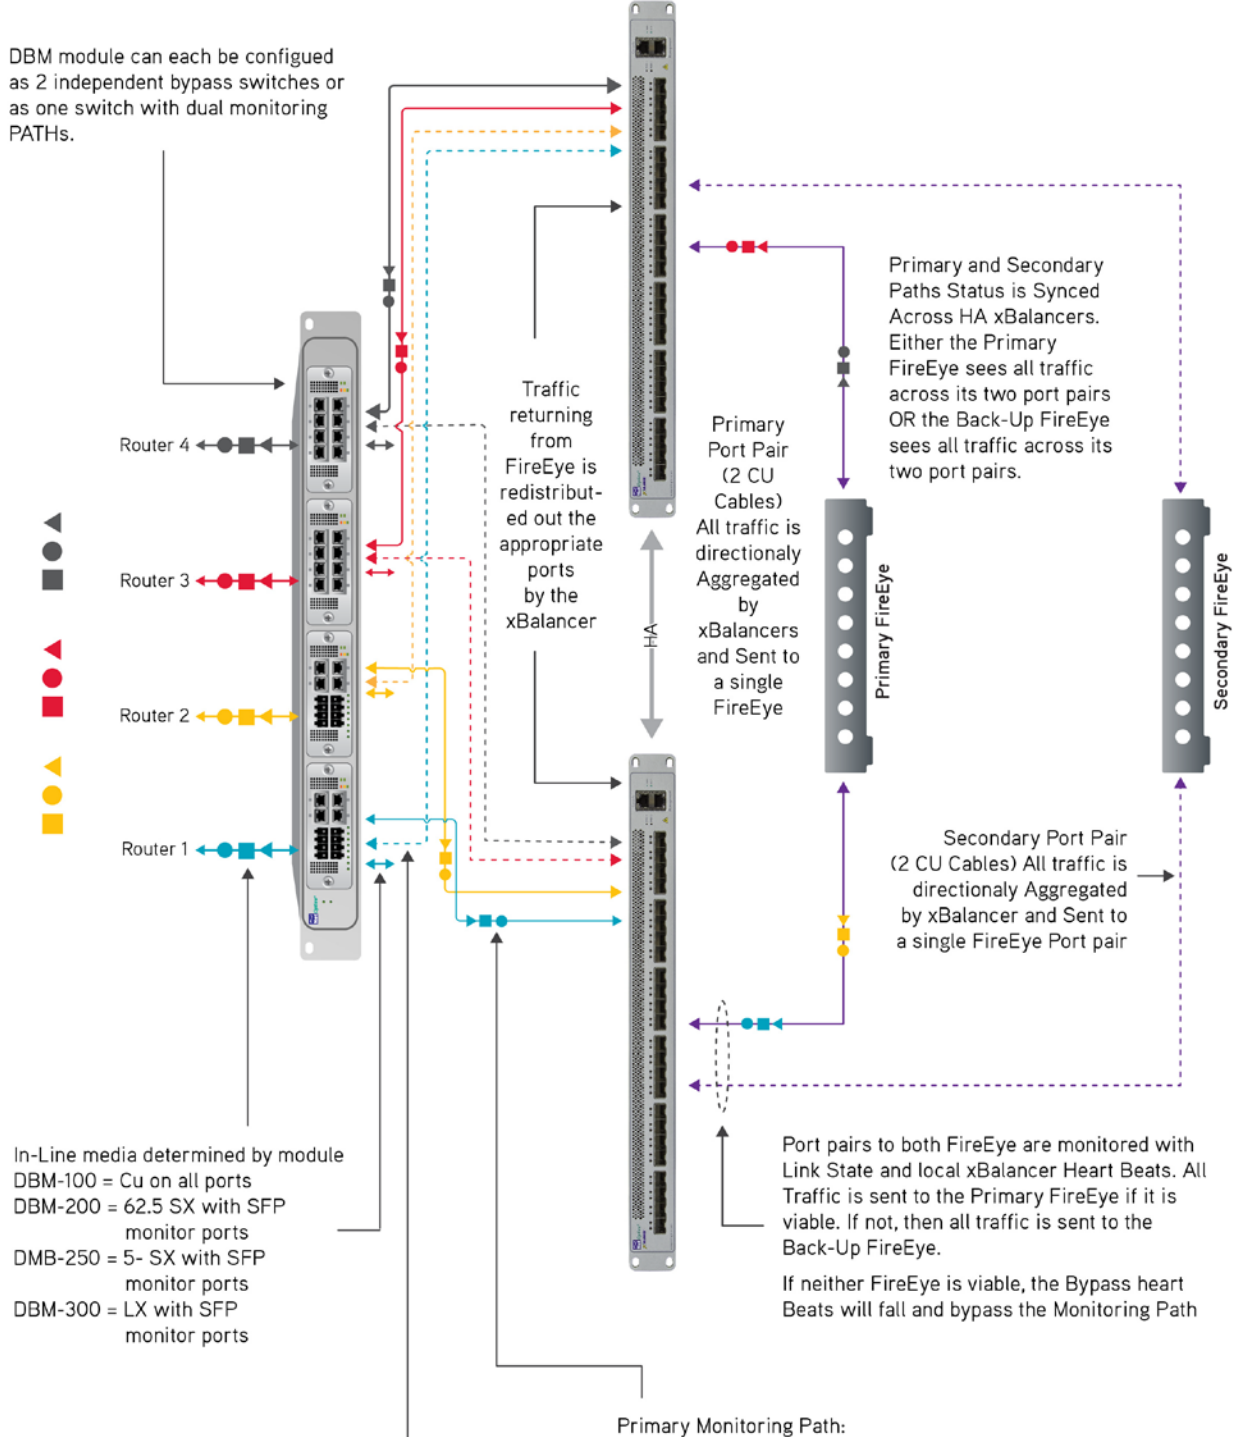 DBM module can each be configued
as 2 independent bypass switches or
as one switch with dual monitoring
PATHs.
Router 4
Router 3
Router 2
Router 1
Traffic
returning
from
FireEye is
redistribut-
ed out the
appropriate
ports
by the
xBalancer
HA
Primary
Port Pair
(2 CU
Cables)
All traffic is
directionaly
Aggregated
by
xBalancers
and Sent to
a single
FireEye
Primary and Secondary
Paths Status is Synced
Across HA xBalancers.
Either the Primary
FireEye sees all traffic
across its two port pairs
OR the Back-Up FireEye
sees all traffic across its
two port pairs.
Primary FireEye
Secondary FireEye
Secondary Port Pair
(2 CU Cables) All traffic is
directionaly Aggregated
by xBalancer and Sent to
a single FireEye Port pair
In-Line media determined by module
DBM-100 = Cu on all ports
DBM-200 = 62.5 SX with SFP
monitor ports
DMB-250 = 5- SX with SFP
monitor ports
DBM-300 = LX with SFP
monitor ports
Port pairs to both FireEye are monitored with
Link State and local xBalancer Heart Beats. All
Traffic is sent to the Primary FireEye if it is
viable. If not, then all traffic is sent to the
Back-Up FireEye.
If neither FireEye is viable, the Bypass heart
Beats will fall and bypass the Monitoring Path
Primary Monitoring Path: